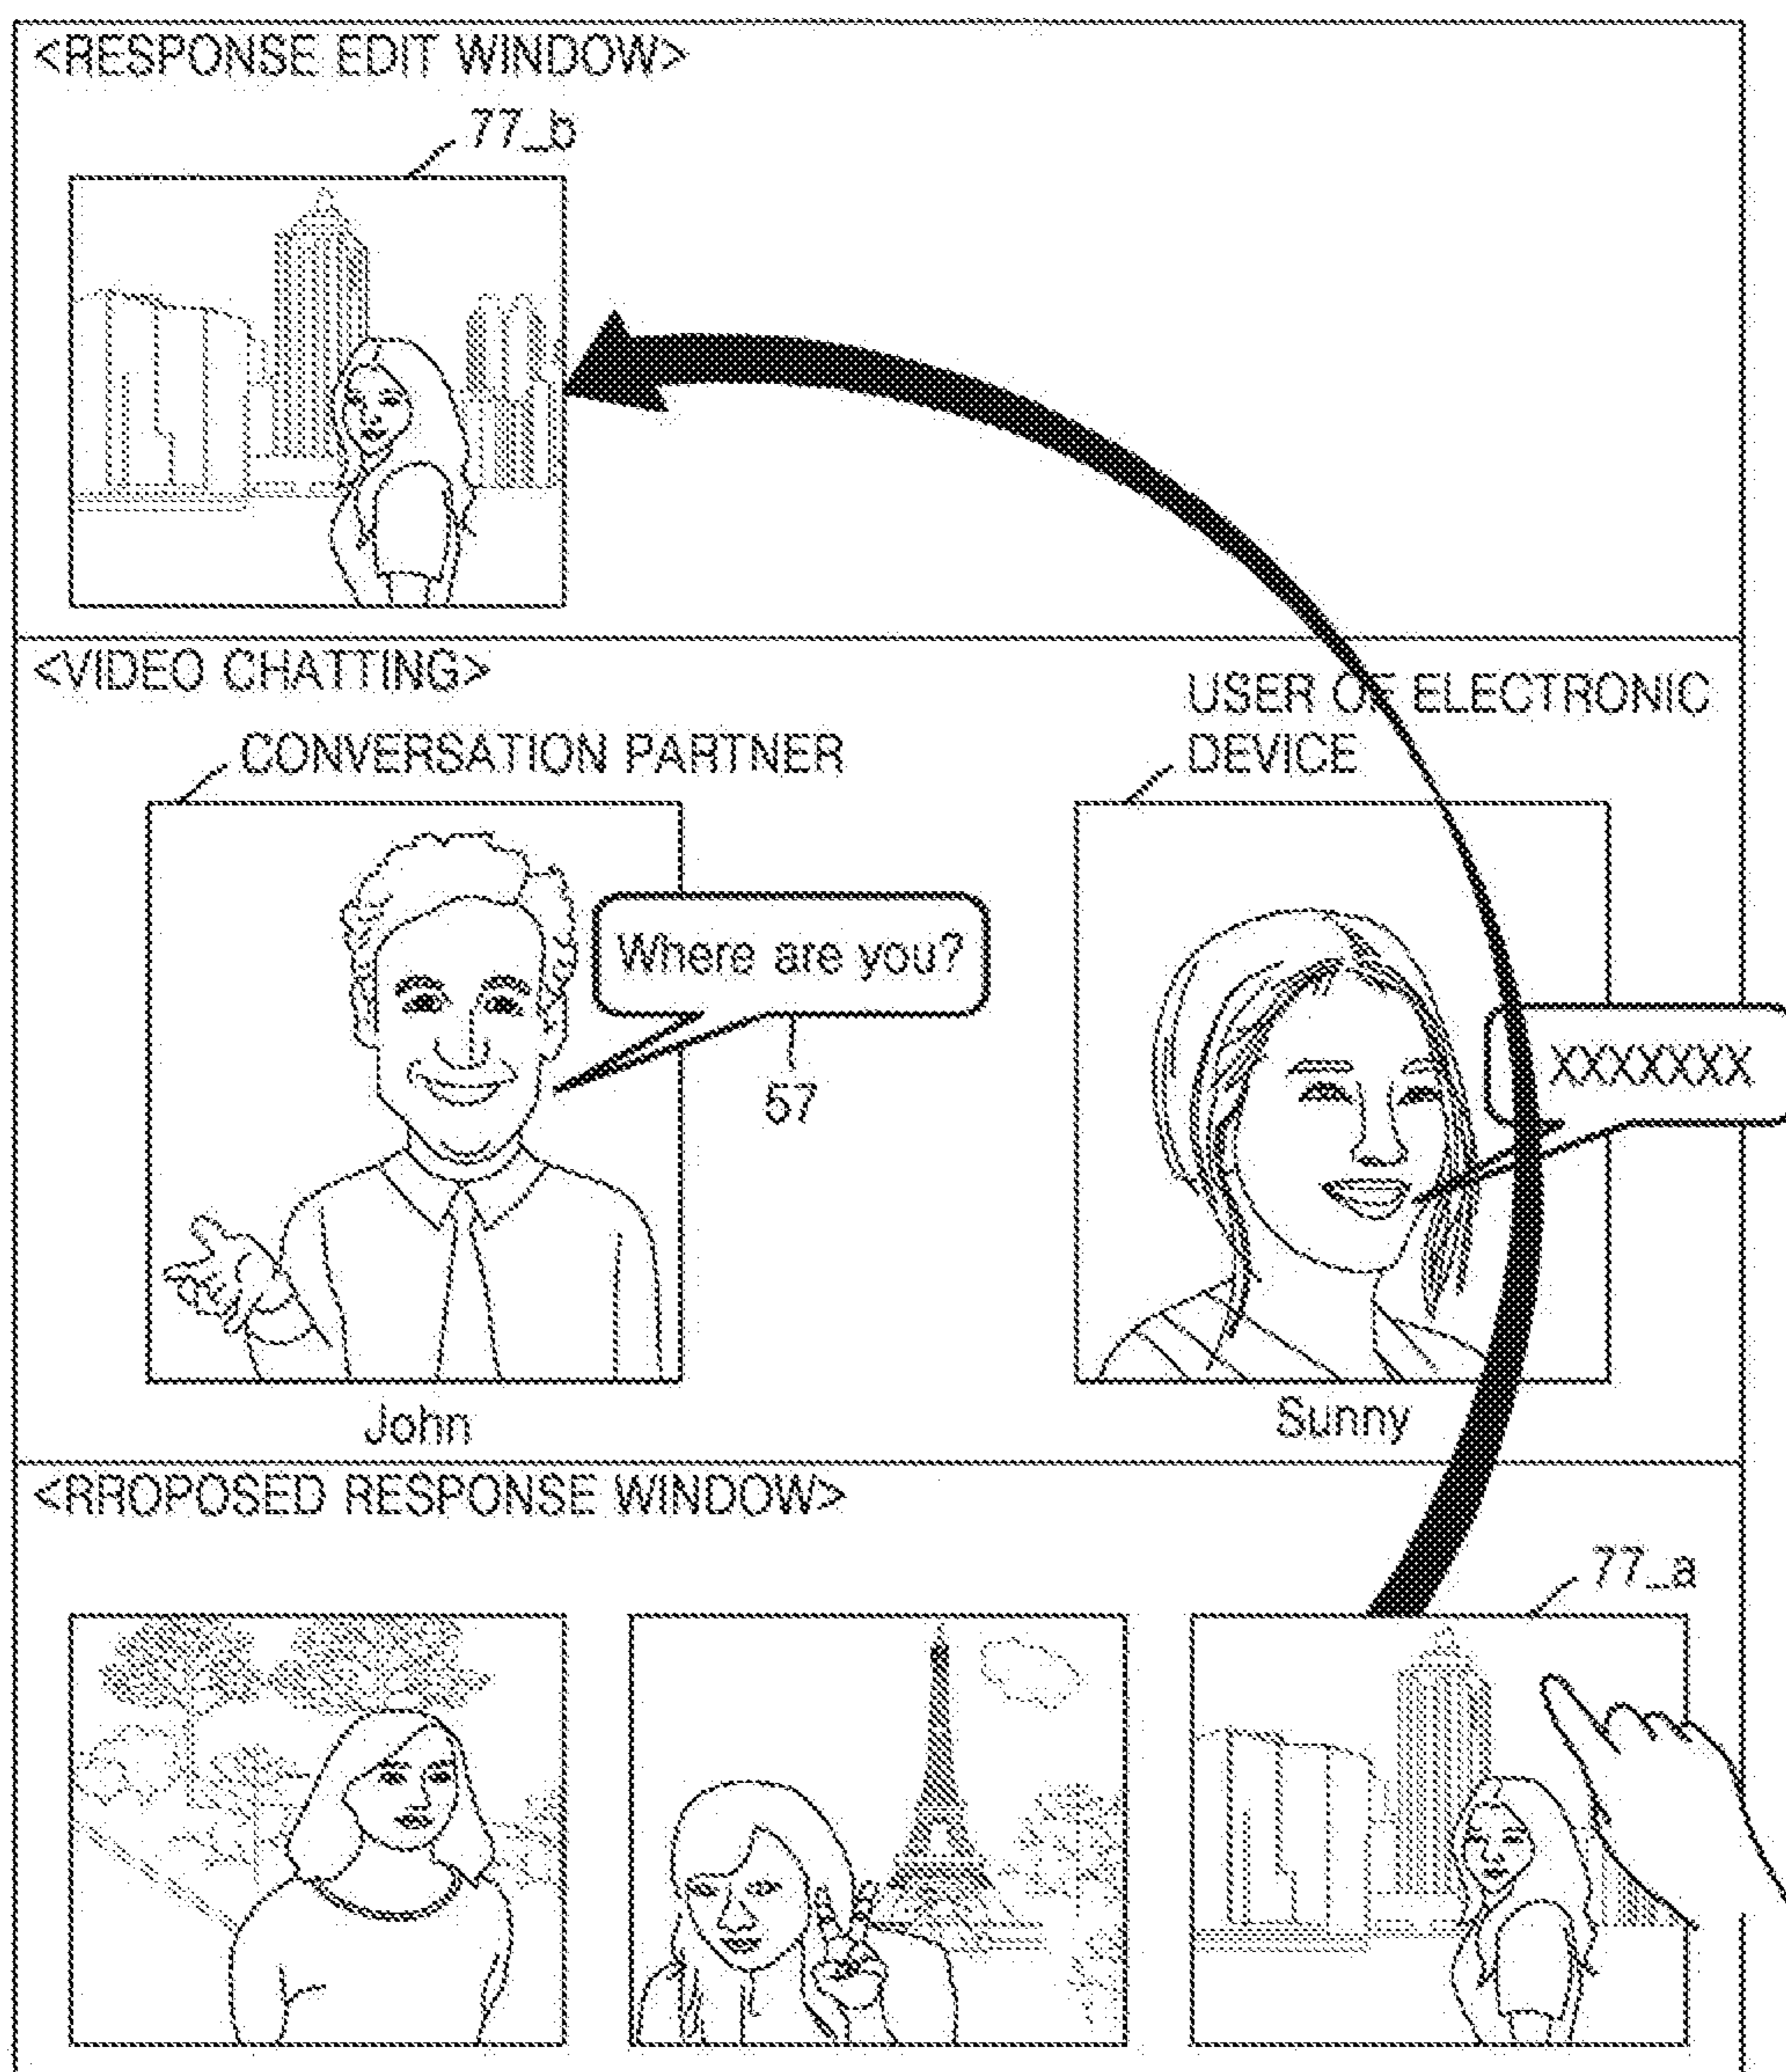 <RESPONSE EDIT WINDOW>
77_b
<VIDEO CHATTING>
CONVERSATION PARTNER
USER OF ELECTRONIC
DEVICE
Where are you?
57
XXXXXXX
John
Sunny
<RROPOSED RESPONSE WINDOW>
77_a